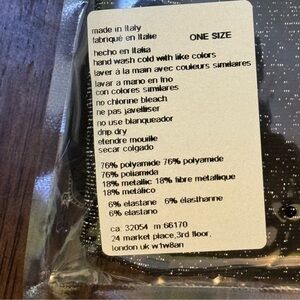 made in Italy
fabriqué en Italie ONE SIZE
hecho en Italia
hand wash cold with like colors
laver à la main avec couleurs similaires
lavar a mano en frio
con colores similares
no chlorine bleach
ne pas javelliser
no use blanqueador
drip dry
etendre mouille
secar colgado
76% polyamide 76% polyamide
76% poliamida
18% metallic 18% fibre métallique
18% metálico
6% elastane 6% élasthanne
6% elastano
ca: 32054 rn:66170
24 market place,3rd floor,
london uk w1w8an